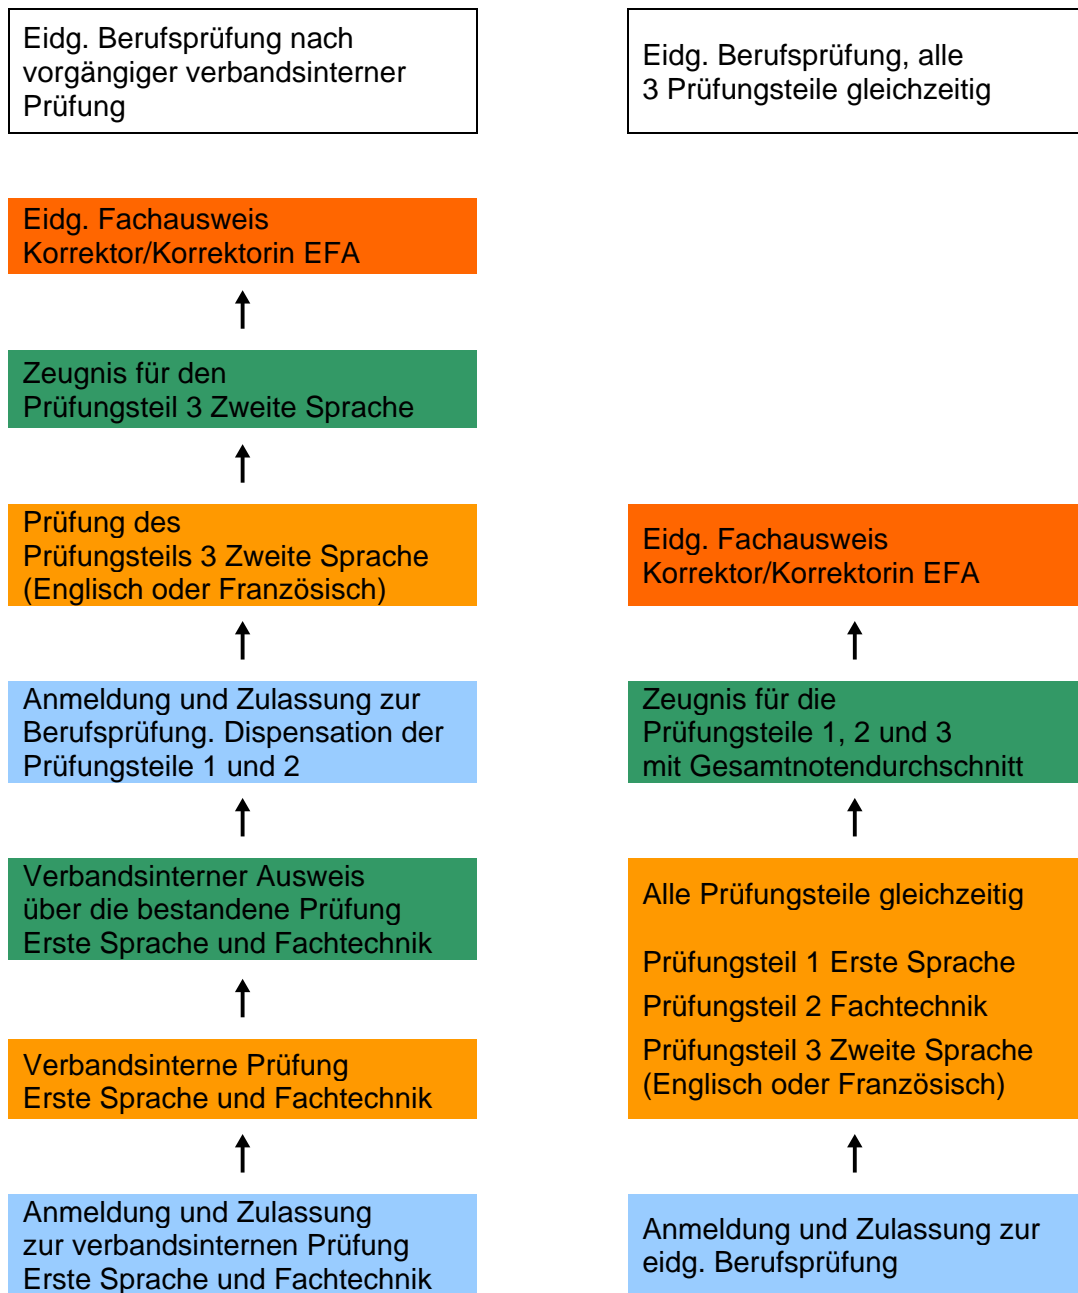 Eidg. Berufsprüfung nach
vorgängiger verbandsinterner
Prüfung
Eidg. Fachausweis
Korrektor/Korrektorin EFA
Zeugnis für den
Prüfungsteil 3 Zweite Sprache
Prüfung des
Prüfungsteils 3 Zweite Sprache
(Englisch oder Französisch)
Anmeldung und Zulassung zur
Berufsprüfung. Dispensation der
Prüfungsteile 1 und 2
Verbandsinterner Ausweis
über die bestandene Prüfung
Erste Sprache und Fachtechnik
Verbandsinterne Prüfung
Erste Sprache und Fachtechnik
Anmeldung und Zulassung
zur verbandsinternen Prüfung
Erste Sprache und Fachtechnik
Eidg. Berufsprüfung, alle
3 Prüfungsteile gleichzeitig
Eidg. Fachausweis
Korrektor/Korrektorin EFA
Zeugnis für die
Prüfungsteile 1, 2 und 3
mit Gesamtnotendurchschnitt
Alle Prüfungsteile gleichzeitig
Prüfungsteil 1 Erste Sprache
Prüfungsteil 2 Fachtechnik
Prüfungsteil 3 Zweite Sprache
(Englisch oder Französisch)
Anmeldung und Zulassung zur
eidg. Berufsprüfung